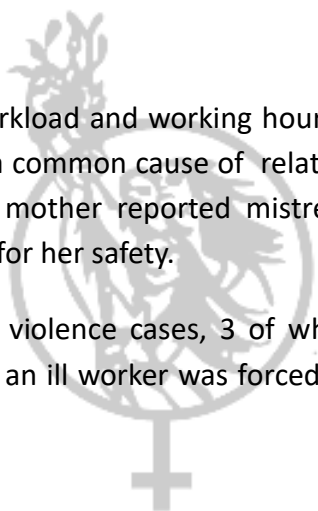 rkload and working hour
common cause of relat
mother reported mistre
for her safety.
violence cases, 3 of wh
an ill worker was forced